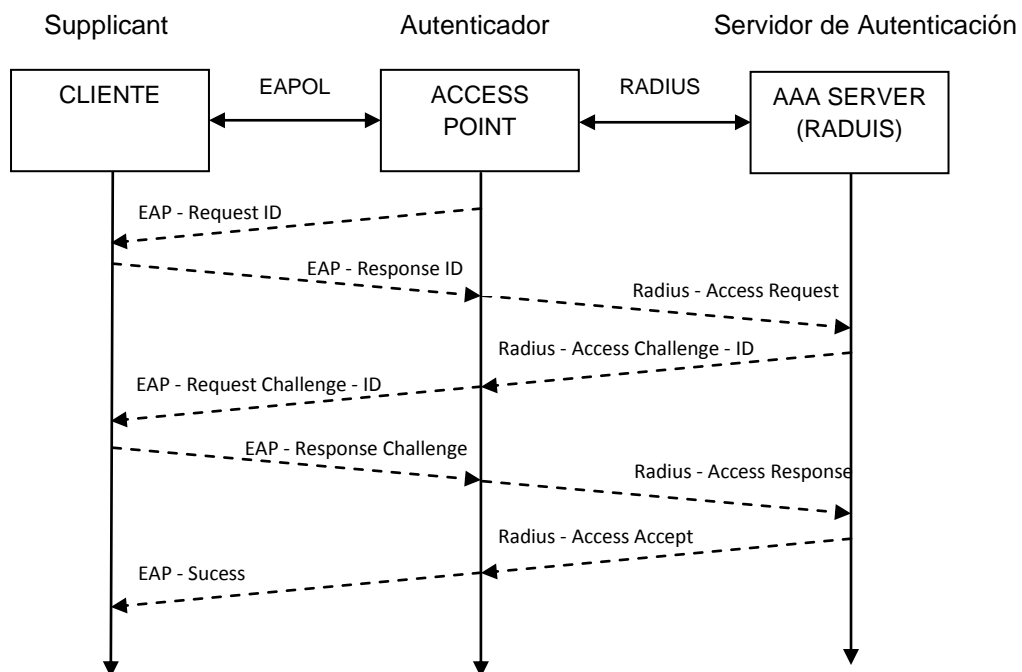 Supplicant
Autenticador
Servidor de Autenticación
CLIENTE
EAPOL
ACCESS
POINT
RADIUS
AAA SERVER
(RADUIS)
EAP - Request ID
EAP - Response ID
Radius - Access Request
Radius - Access Challenge - ID
EAP - Request Challenge - ID
EAP - Response Challenge
Radius - Access Response
Radius - Access Accept
EAP - Sucess